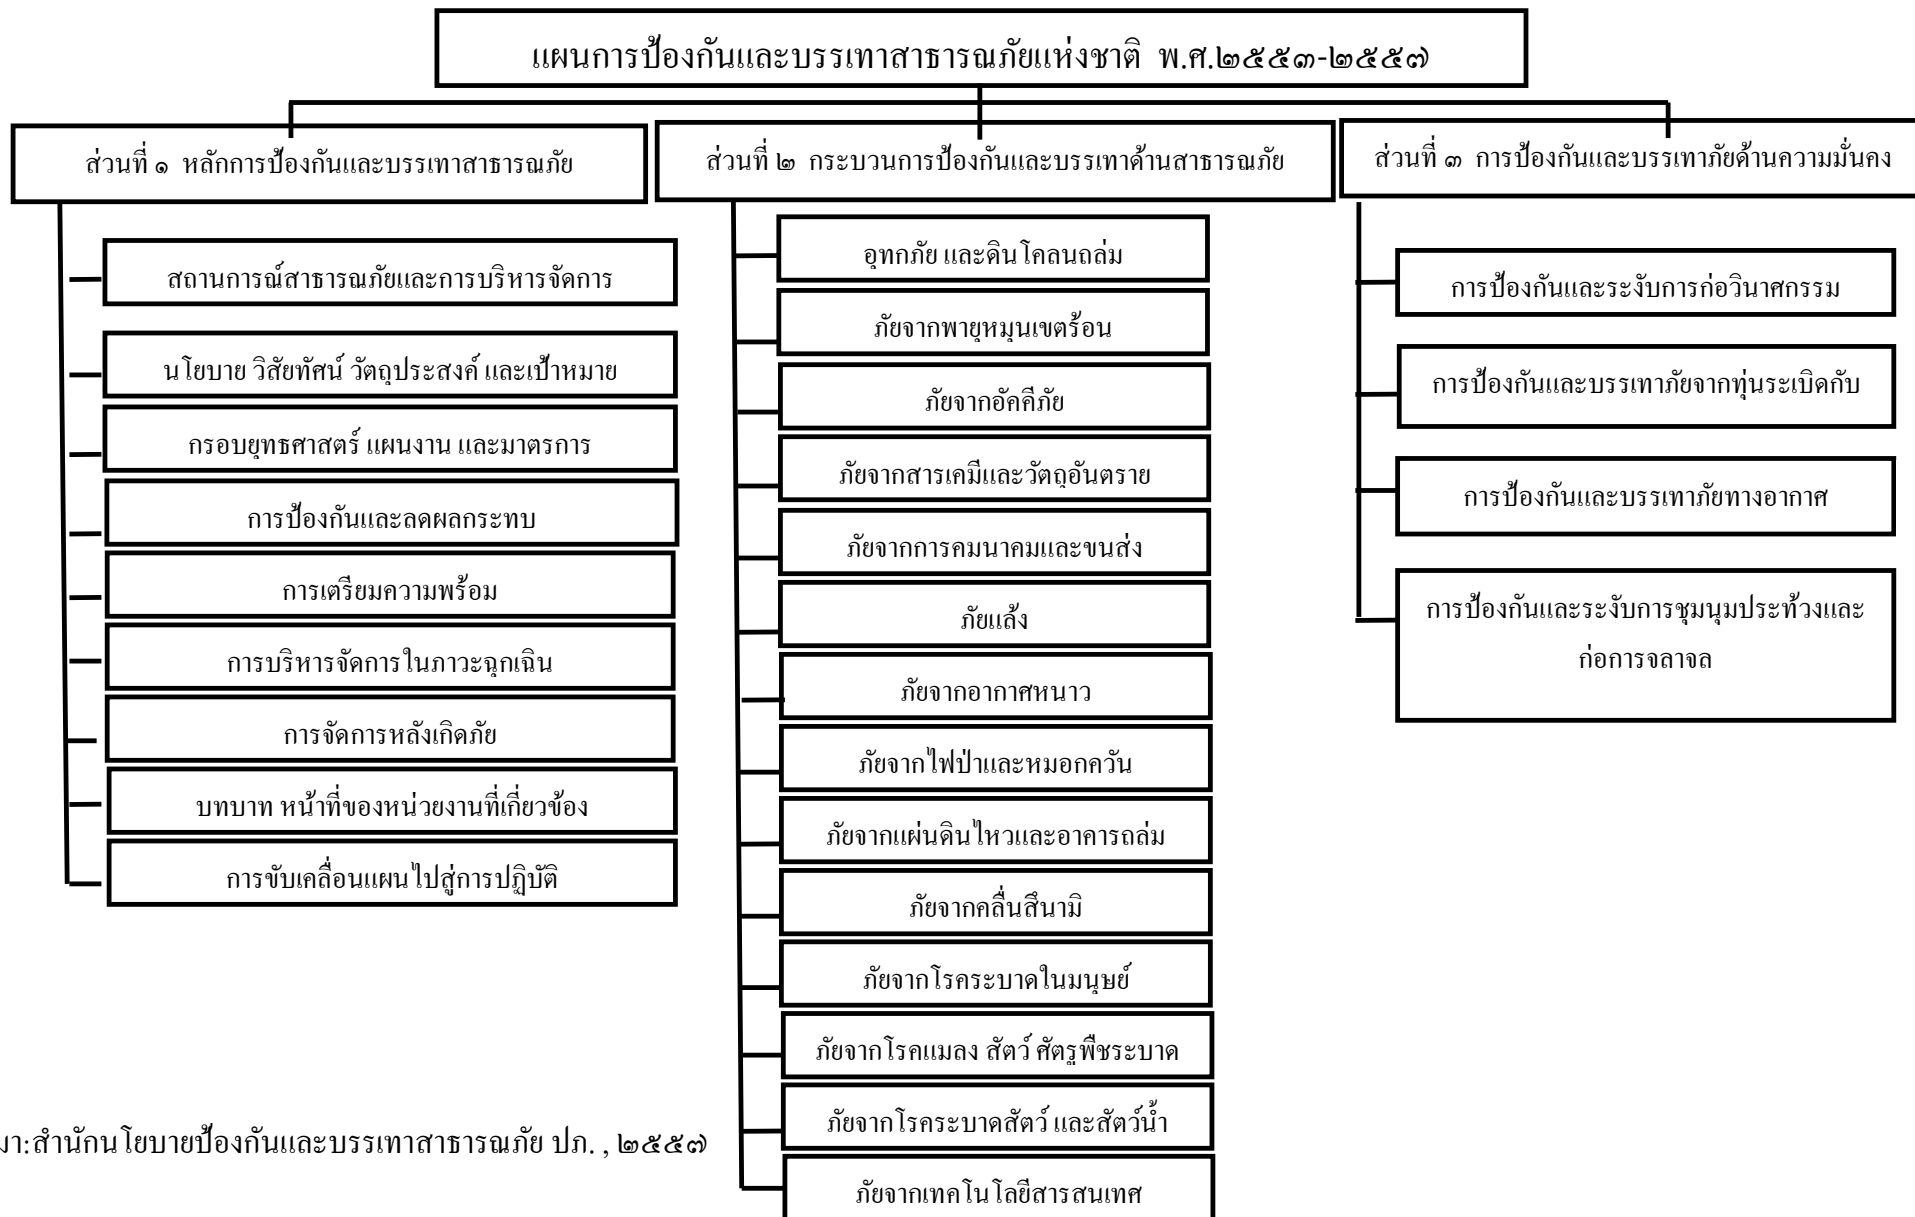 แผนการป้องกันและบรรเทาสาธารณภัยแห่งชาติ พ.ศ.๒๕๕๓-๒๕๕๗
ส่วนที่ ๑ หลักการป้องกันและบรรเทาสาธารณภัย
สถานการณ์สาธารณภัยและการบริหารจัดการ
นโยบาย วิสัยทัศน์ วัตถุประสงค์ และเป้าหมาย
กรอบยุทธศาสตร์ แผนงาน และมาตรการ
การป้องกันและลดผลกระทบ
การเตรียมความพร้อม
การบริหารจัดการในภาวะฉุกเฉิน
การจัดการหลังเกิดภัย
บทบาท หน้าที่ของหน่วยงานที่เกี่ยวข้อง
การขับเคลื่อนแผนไปสู่การปฏิบัติ
ส่วนที่ ๒ กระบวนการป้องกันและบรรเทาด้านสาธารณภัย
อุทกภัย และดินโคลนถล่ม
ภัยจากพายุหมุนเขตร้อน
ภัยจากอัคคีภัย
ภัยจากสารเคมีและวัตถุอันตราย
ภัยจากการคมนาคมและขนส่ง
ภัยแล้ง
ภัยจากอากาศหนาว
ภัยจากไฟป่าและหมอกควัน
ภัยจากแผ่นดินไหวและอาคารถล่ม
ภัยจากคลื่นสึนามิ
ภัยจากโรคระบาดในมนุษย์
ภัยจากโรคแมลง สัตว์ ศัตรูพืชระบาด
ภัยจากโรคระบาดสัตว์ และสัตว์น้ำ
ภัยจากเทคโนโลยีสารสนเทศ
ส่วนที่ ๓ การป้องกันและบรรเทาภัยด้านความมั่นคง
การป้องกันและระงับการก่อวินาศกรรม
การป้องกันและบรรเทาภัยจากทุ่นระเบิดกับ
การป้องกันและบรรเทาภัยทางอากาศ
การป้องกันและระงับการชุมนุมประท้วงและ
ก่อการจลาจล
มา:สำนักนโยบายป้องกันและบรรเทาสาธารณภัย ปภ. , ๒๕๕๗